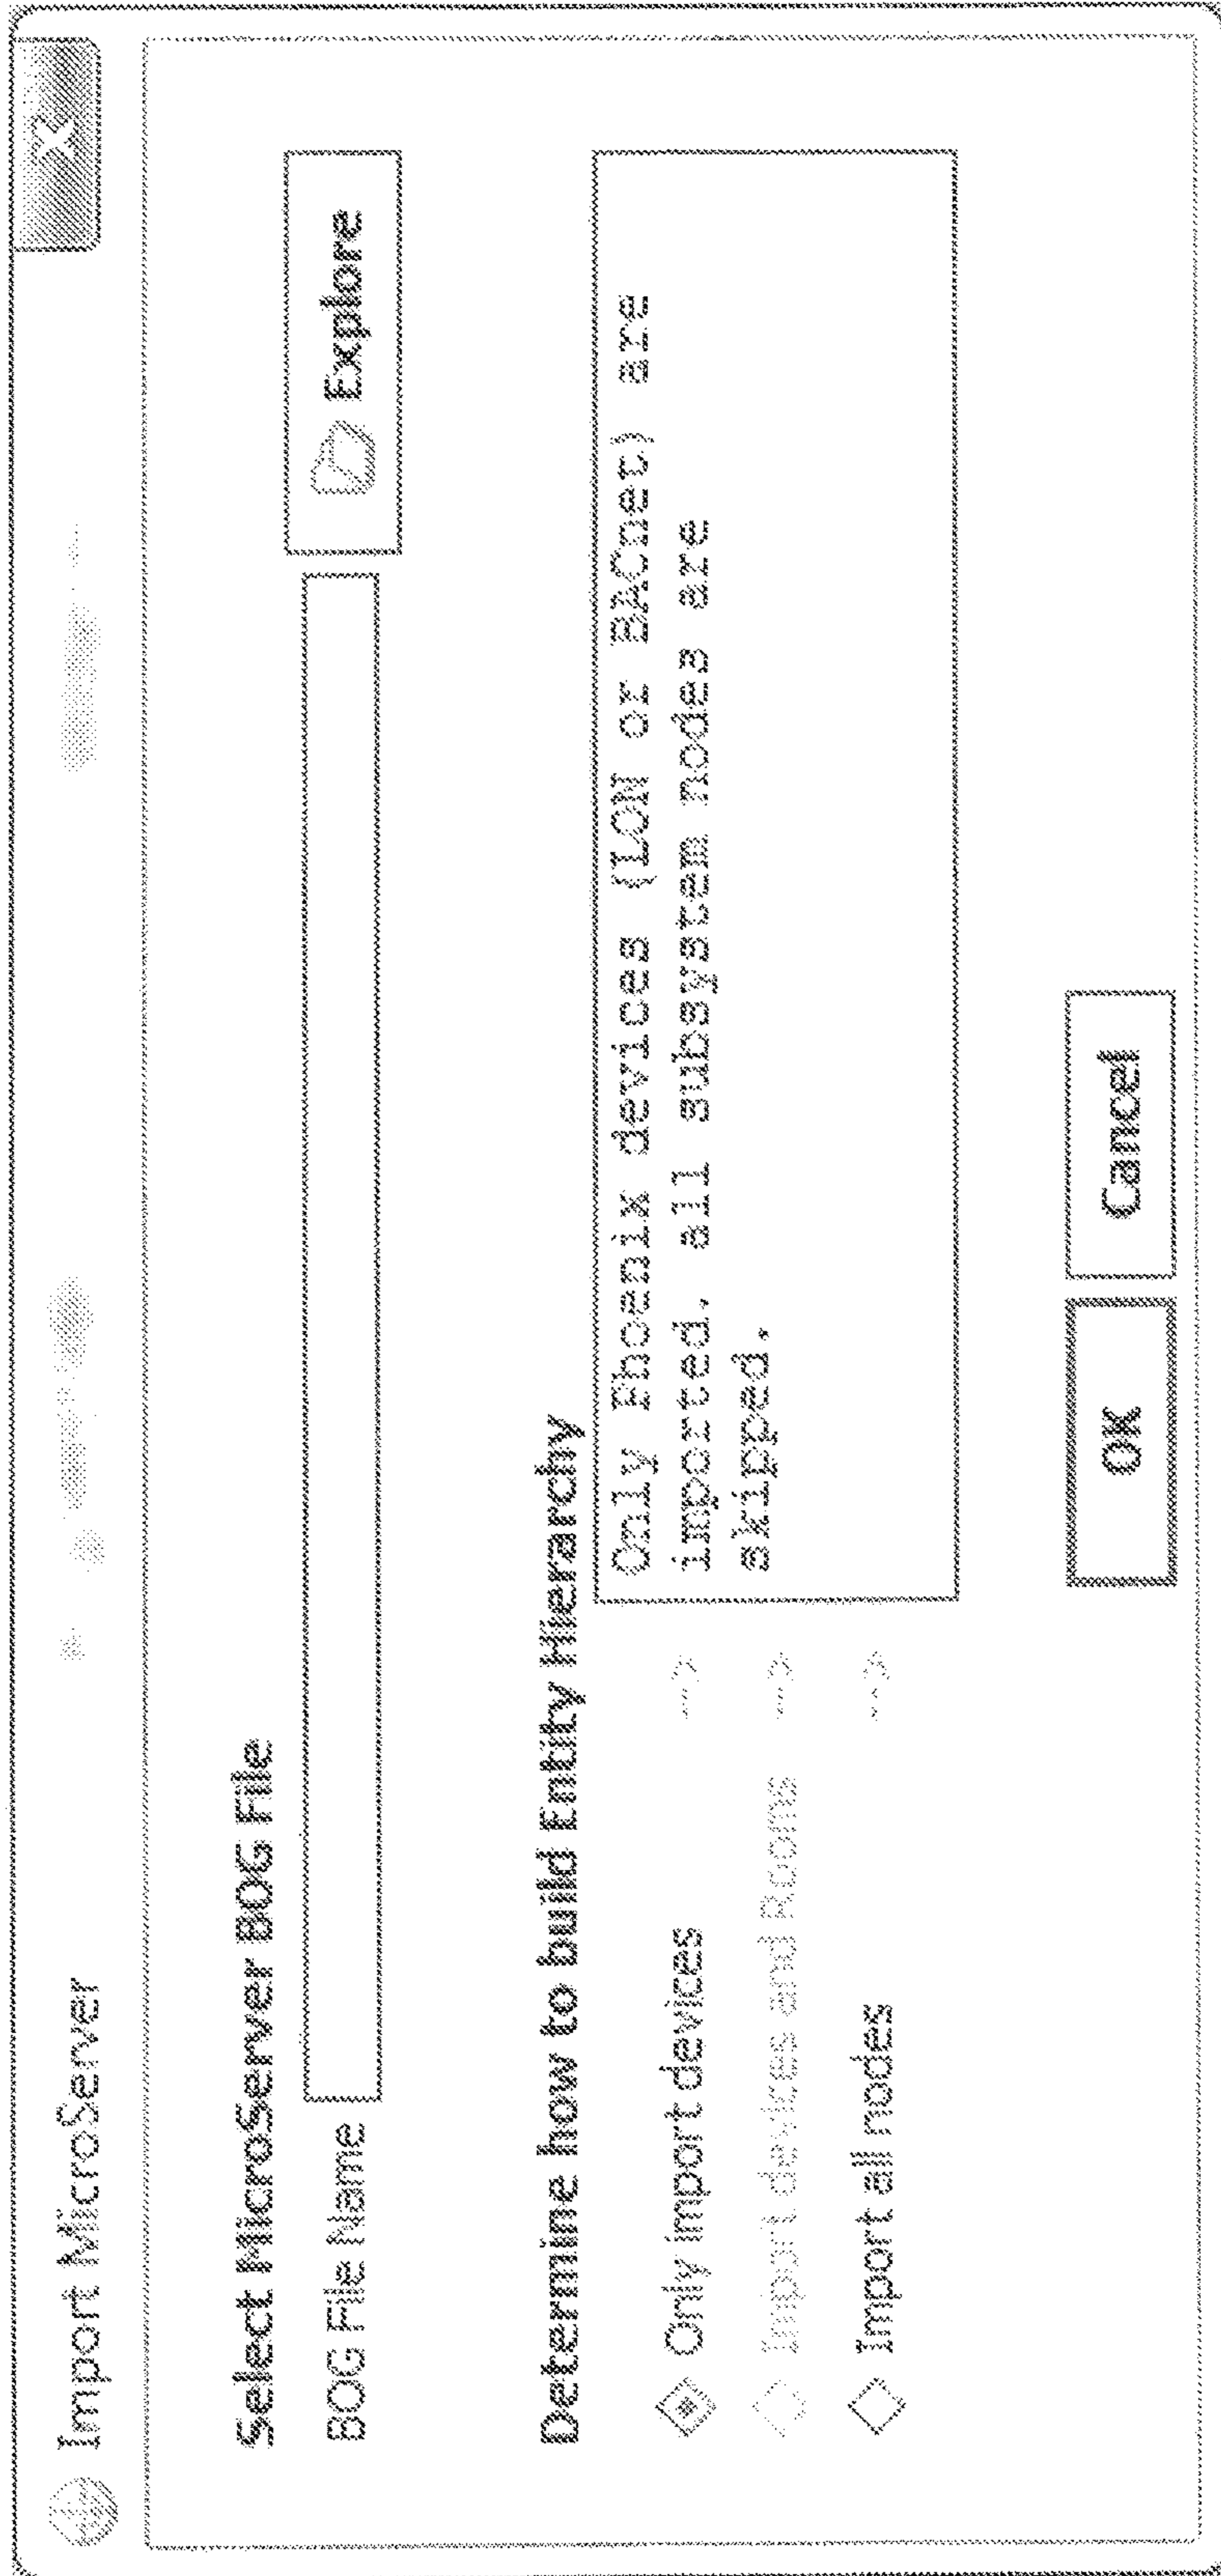 Import MicroServer
X
Select MicroServer BOG File
BOG File Name
Explore
Determine how to build Entity Hierarchy
Only import devices
Import devices and Rooms
Import all nodes
Only Phoenix devices (LON or BACnet) are
imported. all subsystem nodes are
skipped.
OK
Cancel